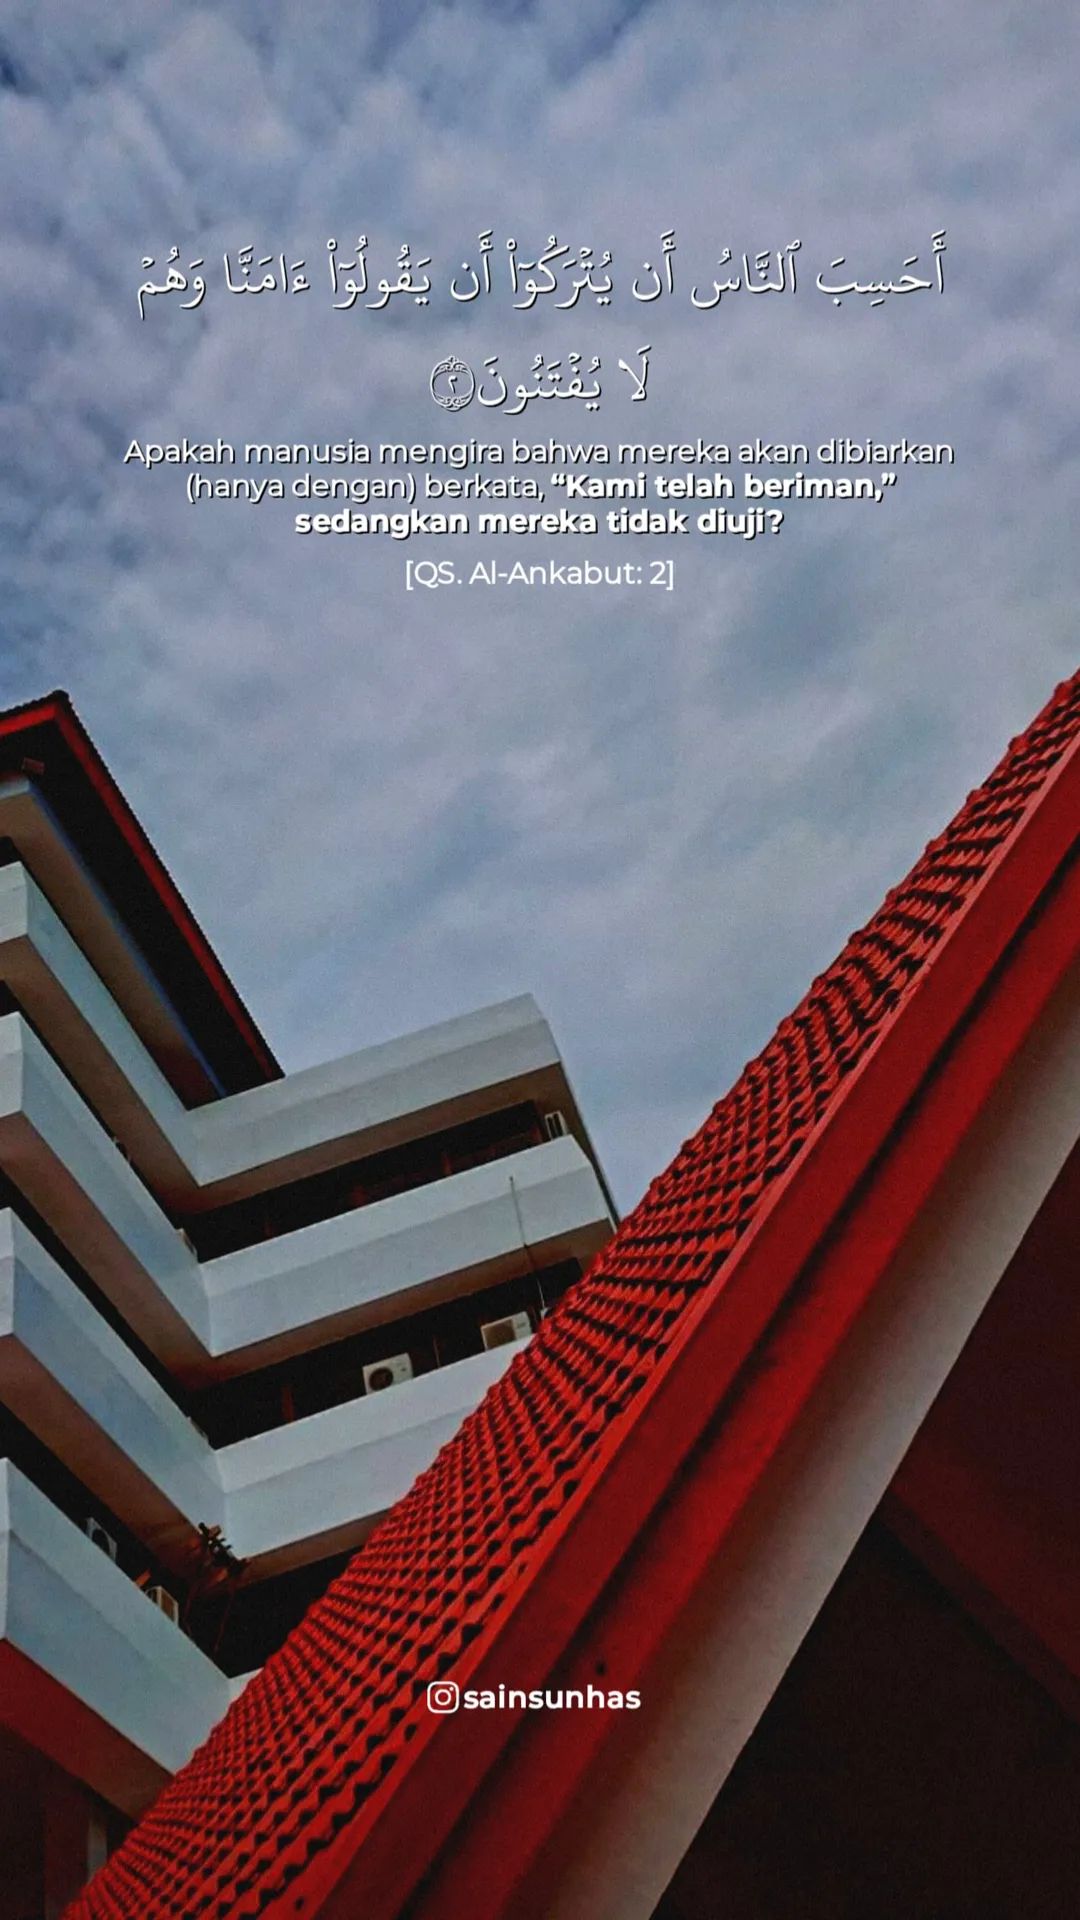 أَحَسِبَ ٱلنَّاسُ أَن يُتْرَكُوٓا۟ أَن يَقُولُوٓا۟ ءَامَنَّا وَهُمْ
لَا يُفْتَنُونَ ٢
Apakah manusia mengira bahwa mereka akan dibiarkan
(hanya dengan) berkata, “Kami telah beriman,”
sedangkan mereka tidak diuji?
[QS. Al-Ankabut: 2]
sainsunhas